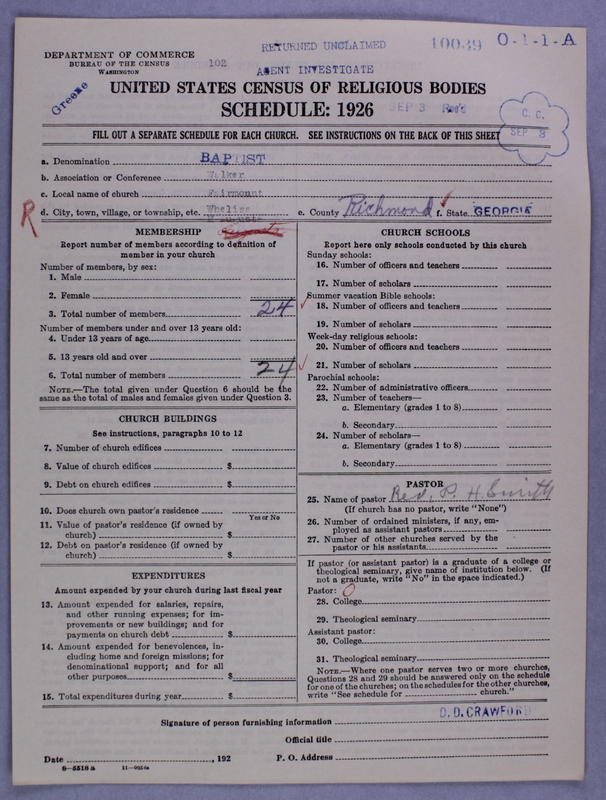 RETURNED UNCLAIMED
10039 O-1-1-A
DEPARTMENT OF COMMERCE
BUREAU OF THE CENSUS
WASHINGTON
102
AGENT INVESTIGATE
Greene
UNITED STATES CENSUS OF RELIGIOUS BODIES
SCHEDULE: 1926
SEP 3 Rec'd
C. C.
SEP 3
FILL OUT A SEPARATE SCHEDULE FOR EACH CHURCH. SEE INSTRUCTIONS ON THE BACK OF THIS SHEET
a. Denomination BAPTIST
b. Association or Conference Walker
c. Local name of church Fairmount
R d. City, town, village, or township, etc. e. County Richmond f. State GEORGIA
Augusta
MEMBERSHIP
Report number of members according to definition of
member in your church
Number of members, by sex:
1. Male
2. Female
3. Total number of members 24
Number of members under and over 13 years old:
4. Under 13 years of age
5. 13 years old and over
6. Total number of members 24
NOTE.—The total given under Question 6 should be the
same as the total of males and females given under Question 3.
CHURCH BUILDINGS
See instructions, paragraphs 10 to 12
7. Number of church edifices
8. Value of church edifices $
9. Debt on church edifices $
10. Does church own pastor's residence
Yes or No
11. Value of pastor's residence (if owned by
church) $
12. Debt on pastor's residence (if owned by
church) $
EXPENDITURES
Amount expended by your church during last fiscal year
13. Amount expended for salaries, repairs,
and other running expenses; for im-
provements or new buildings; and for
payments on church debt $
14. Amount expended for benevolences, in-
cluding home and foreign missions; for
denominational support; and for all
other purposes $
15. Total expenditures during year $
CHURCH SCHOOLS
Report here only schools conducted by this church
Sunday schools:
16. Number of officers and teachers
17. Number of scholars
Summer vacation Bible schools:
18. Number of officers and teachers
19. Number of scholars
Week-day religious schools:
20. Number of officers and teachers
21. Number of scholars
Parochial schools:
22. Number of administrative officers
23. Number of teachers—
a. Elementary (grades 1 to 8)
b. Secondary
24. Number of scholars—
a. Elementary (grades 1 to 8)
b. Secondary
PASTOR
25. Name of pastor Rev. P. H. Smith
(If church has no pastor, write "None")
26. Number of ordained ministers, if any, em-
ployed as assistant pastors
27. Number of other churches served by the
pastor or his assistants
If pastor (or assistant pastor) is a graduate of a college or
theological seminary, give name of institution below. (If
not a graduate, write "No" in the space indicated.)
Pastor: 0
28. College
29. Theological seminary
Assistant pastor:
30. College
31. Theological seminary
NOTE.—Where one pastor serves two or more churches,
Questions 28 and 29 should be answered only on the schedule
for one of the churches; on the schedules for the other churches,
write "See schedule for church."
D. D. CRAWFORD
Signature of person furnishing information
Official title
Date , 192 P. O. Address
8—5518 a